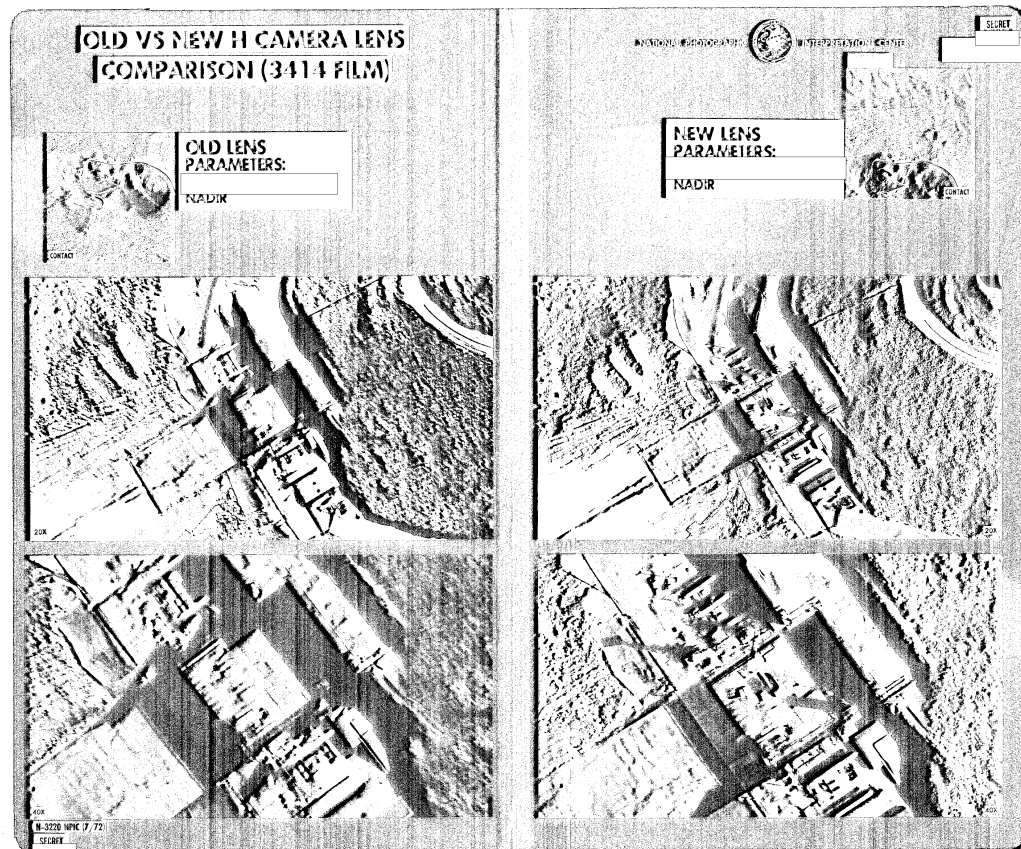 SECRET
OLD VS NEW H CAMERA LENS
COMPARISON (3414 FILM)
NATIONAL PHOTOGRAPHIC INTERPRETATION CENTER
OLD LENS
PARAMETERS:
NADIR
CONTACT
NEW LENS
PARAMETERS:
NADIR
CONTACT
20X
20X
40X
40X
N-3220 NPIC (7/72)
SECRET